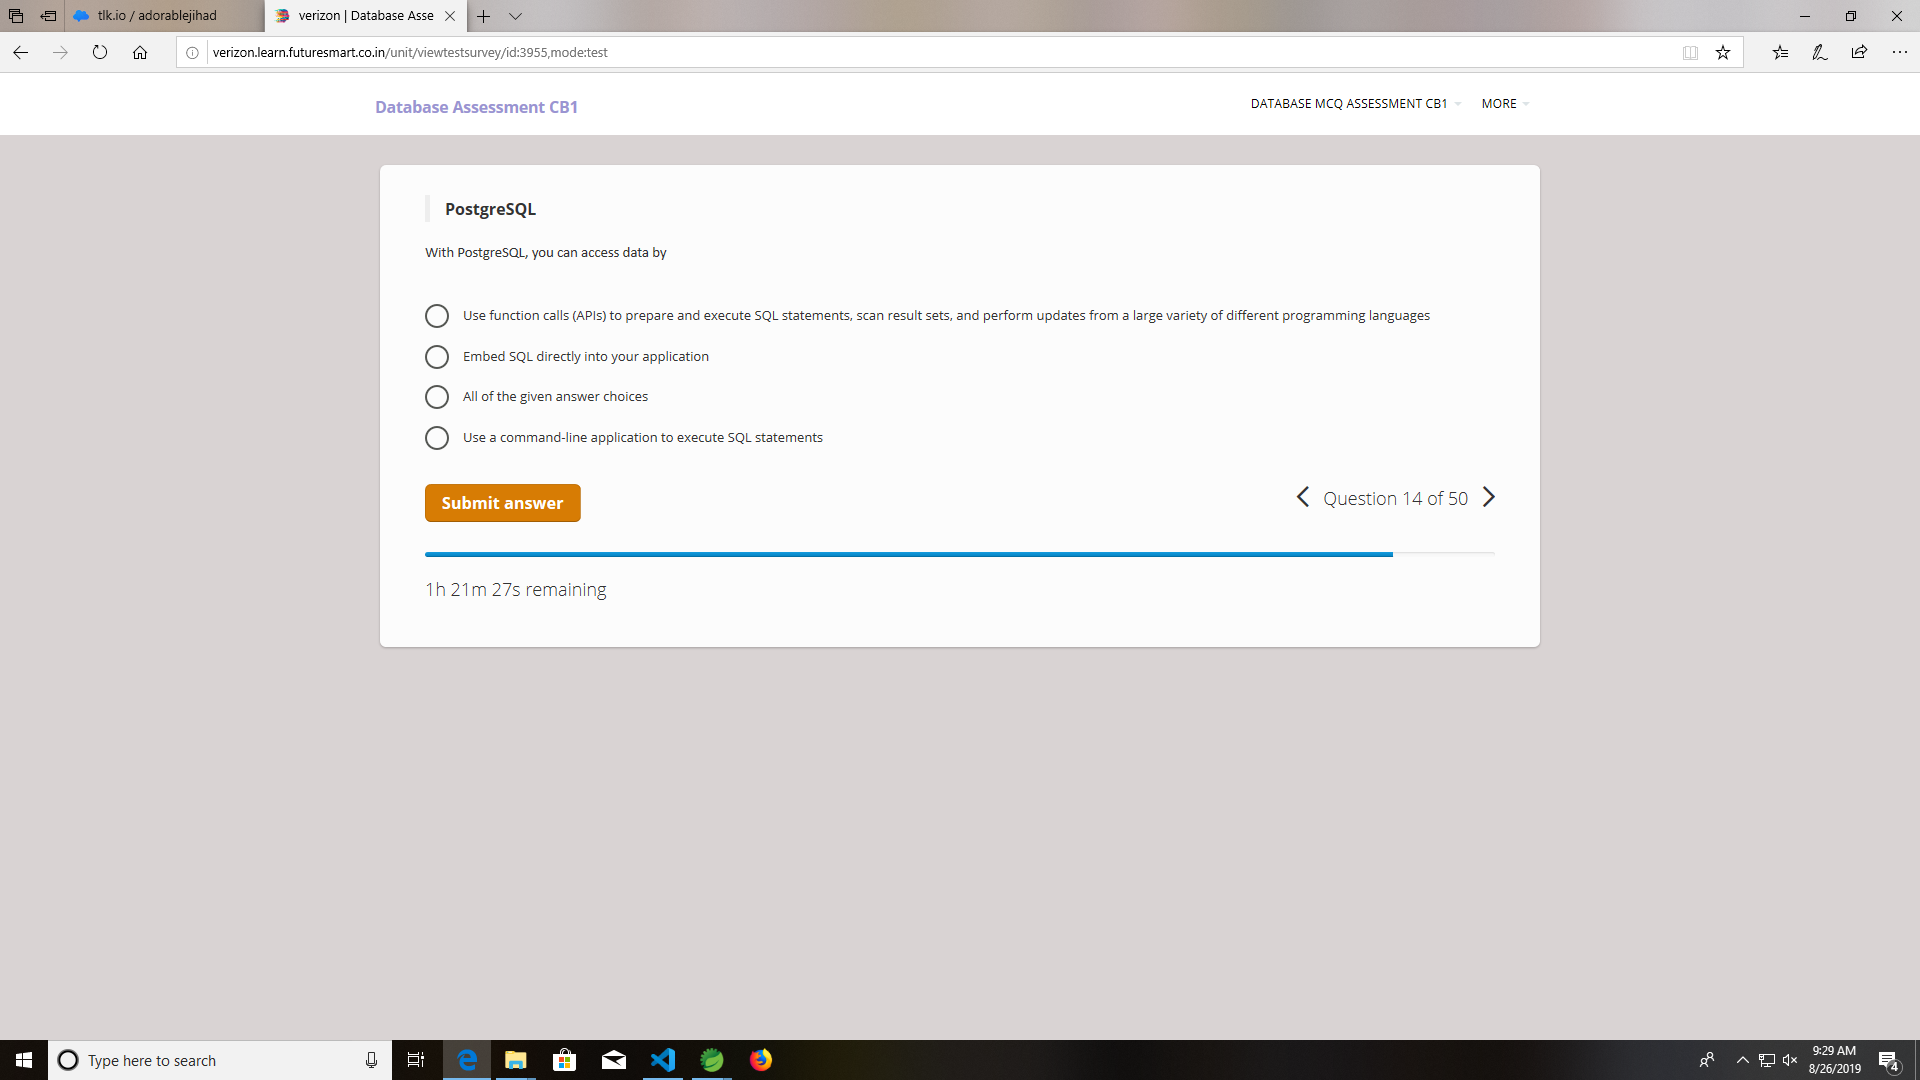 tlk.io / adorablejihad
verizon | Database Asse
verizon.learn.futuresmart.co.in/unit/viewtestsurvey/id:3955,mode:test
Database Assessment CB1
DATABASE MCQ ASSESSMENT CB1
MORE
PostgreSQL
With PostgreSQL, you can access data by
Use function calls (APIs) to prepare and execute SQL statements, scan result sets, and perform updates from a large variety of different programming languages
Embed SQL directly into your application
All of the given answer choices
Use a command-line application to execute SQL statements
Submit answer
Question 14 of 50
1h 21m 27s remaining
Type here to search
9:29 AM
8/26/2019
4